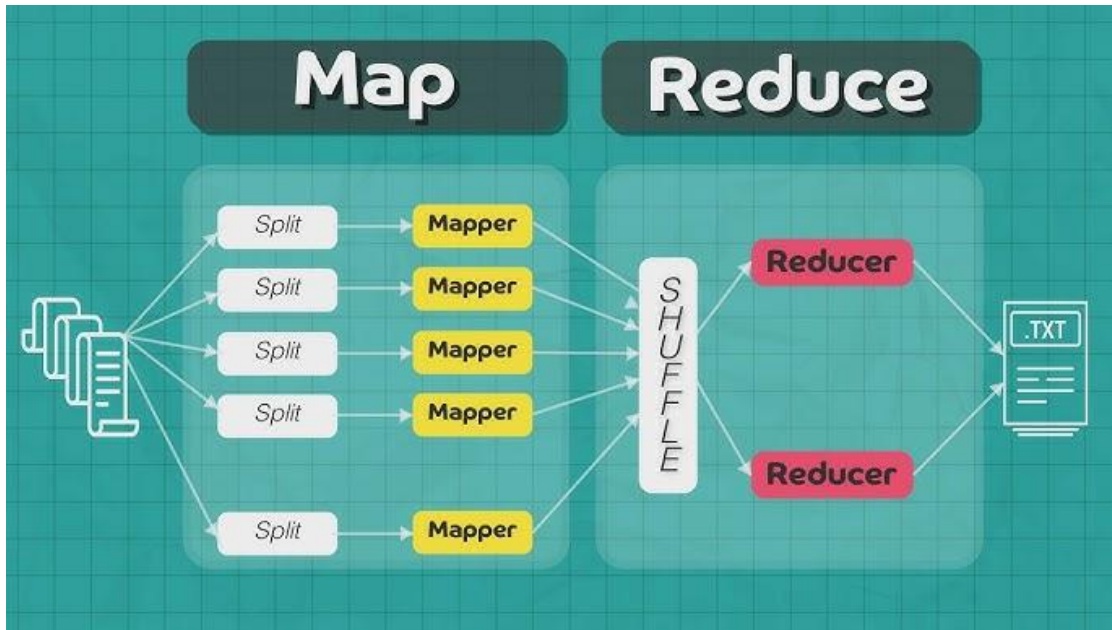 Map
Reduce
Split
Mapper
Split
Mapper
Split
Mapper
Split
Mapper
Split
Mapper
SHUFFLE
Reducer
Reducer
.TXT